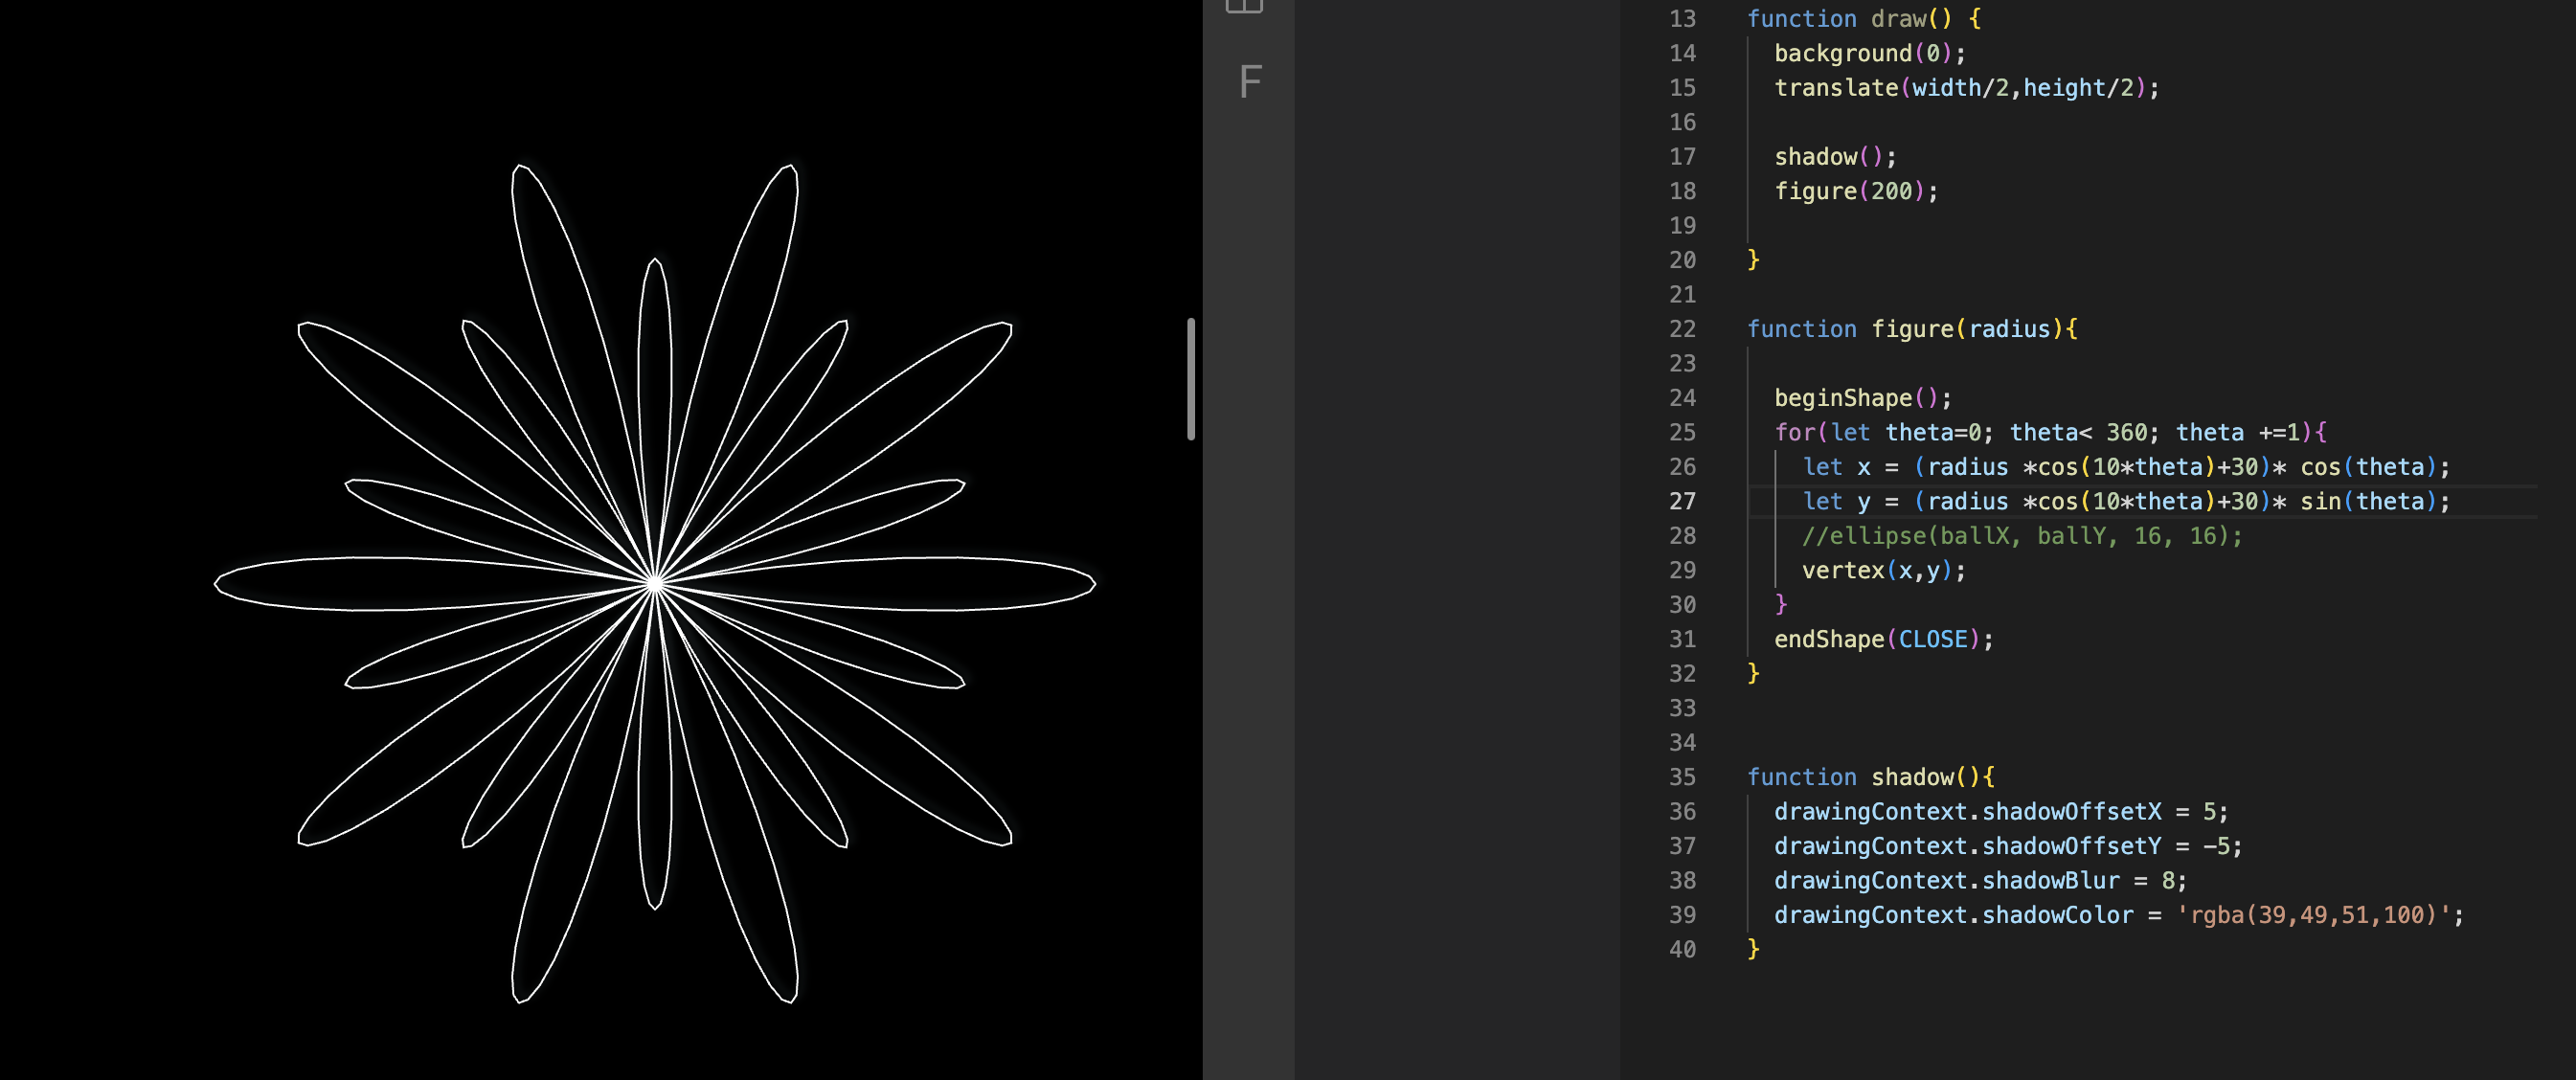 F
13 function draw() {
14 background(0);
15 translate(width/2,height/2);
16
17 shadow();
18 figure(200);
19
20 }
21
22 function figure(radius){
23
24 beginShape();
25 for(let theta=0; theta< 360; theta +=1){
26 let x = (radius *cos(10*theta)+30)* cos(theta);
27 let y = (radius *cos(10*theta)+30)* sin(theta);
28 //ellipse(ballX, ballY, 16, 16);
29 vertex(x,y);
30 }
31 endShape(CLOSE);
32 }
33
34
35 function shadow(){
36 drawingContext.shadowOffsetX = 5;
37 drawingContext.shadowOffsetY = -5;
38 drawingContext.shadowBlur = 8;
39 drawingContext.shadowColor = 'rgba(39,49,51,100)';
40 }